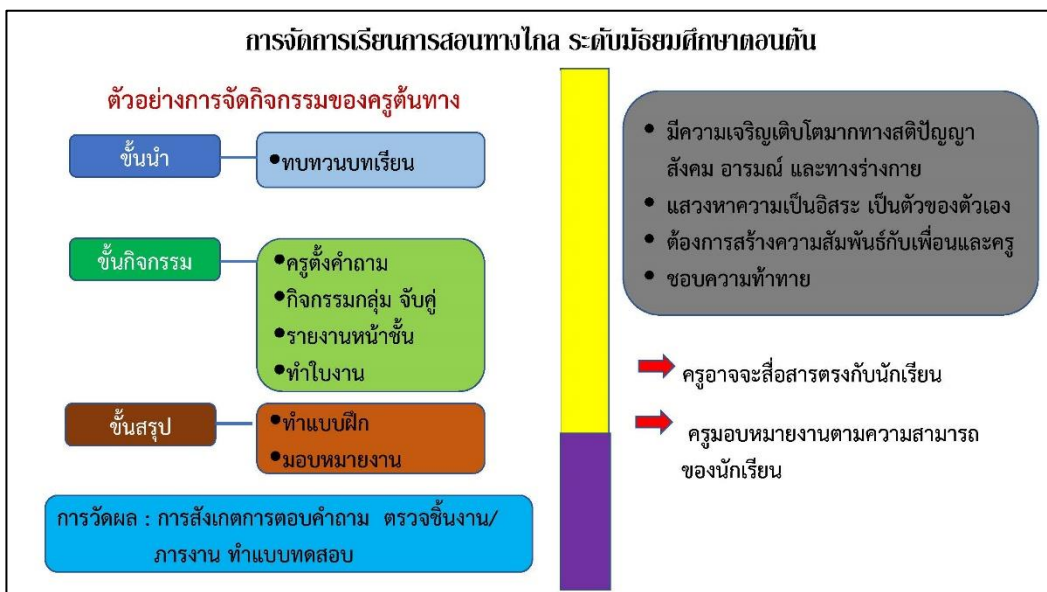 การจัดการเรียนการสอนทางไกล ระดับมัธยมศึกษาตอนต้น
ตัวอย่างการจัดกิจกรรมของครูต้นทาง
ขั้นนำ
•ทบทวนบทเรียน
ขั้นกิจกรรม
•ครูตั้งคำถาม
•กิจกรรมกลุ่ม จับคู่
•รายงานหน้าชั้น
•ทำใบงาน
ขั้นสรุป
•ทำแบบฝึก
•มอบหมายงาน
การวัดผล : การสังเกตการตอบคำถาม ตรวจชิ้นงาน/
ภารงาน ทำแบบทดสอบ
• มีความเจริญเติบโตมากทางสติปัญญา
สังคม อารมณ์ และทางร่างกาย
• แสวงหาความเป็นอิสระ เป็นตัวของตัวเอง
• ต้องการสร้างความสัมพันธ์กับเพื่อนและครู
• ชอบความท้าทาย
ครูอาจจะสื่อสารตรงกับนักเรียน
ครูมอบหมายงานตามความสามารถ
ของนักเรียน